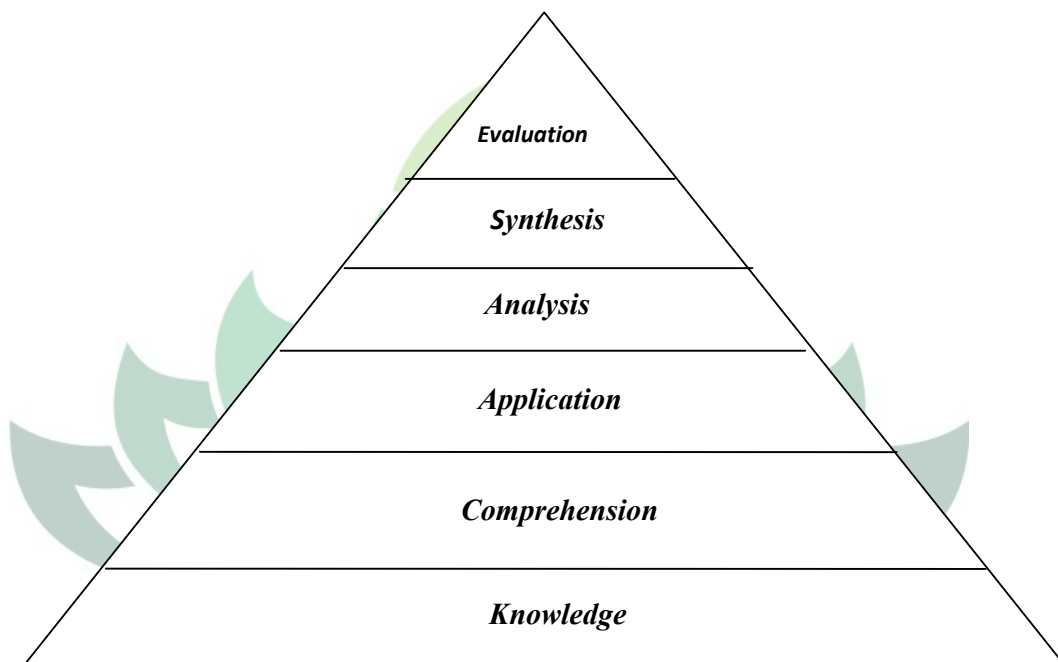 Evaluation
Synthesis
Analysis
Application
Comprehension
Knowledge